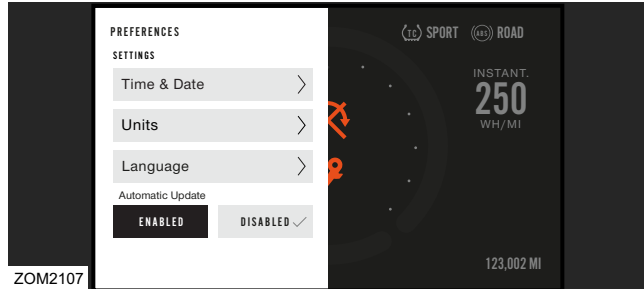 PREFERENCES
SETTINGS
Time & Date
Units
Language
Automatic Update
ENABLED DISABLED
TC SPORT ABS ROAD
INSTANT.
250
WH/MI
123,002 MI
ZOM2107